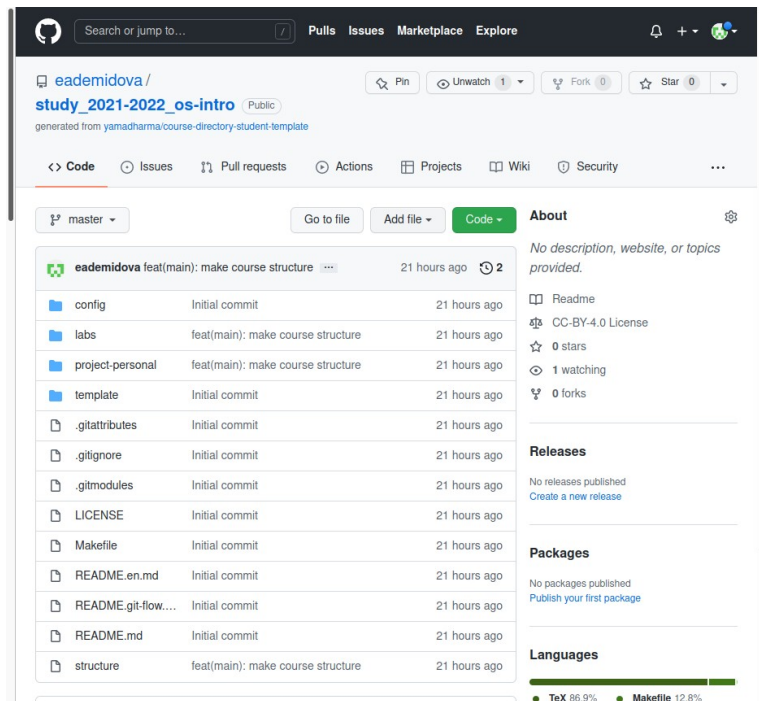 Search or jump to... /
Pulls Issues Marketplace Explore
eademidova /
study_2021-2022_os-intro Public
generated from yamadharma/course-directory-student-template
Pin
Unwatch 1
Fork 0
Star 0
Code
Issues
Pull requests
Actions
Projects
Wiki
Security
master
Go to file
Add file
Code
eademidova feat(main): make course structure ... 21 hours ago 2
config Initial commit 21 hours ago
labs feat(main): make course structure 21 hours ago
project-personal feat(main): make course structure 21 hours ago
template Initial commit 21 hours ago
.gitattributes Initial commit 21 hours ago
.gitignore Initial commit 21 hours ago
.gitmodules Initial commit 21 hours ago
LICENSE Initial commit 21 hours ago
Makefile Initial commit 21 hours ago
README.en.md Initial commit 21 hours ago
README.git-flow.... Initial commit 21 hours ago
README.md Initial commit 21 hours ago
structure feat(main): make course structure 21 hours ago
About
No description, website, or topics
provided.
Readme
CC-BY-4.0 License
0 stars
1 watching
0 forks
Releases
No releases published
Create a new release
Packages
No packages published
Publish your first package
Languages
TeX 86.9% Makefile 12.8%